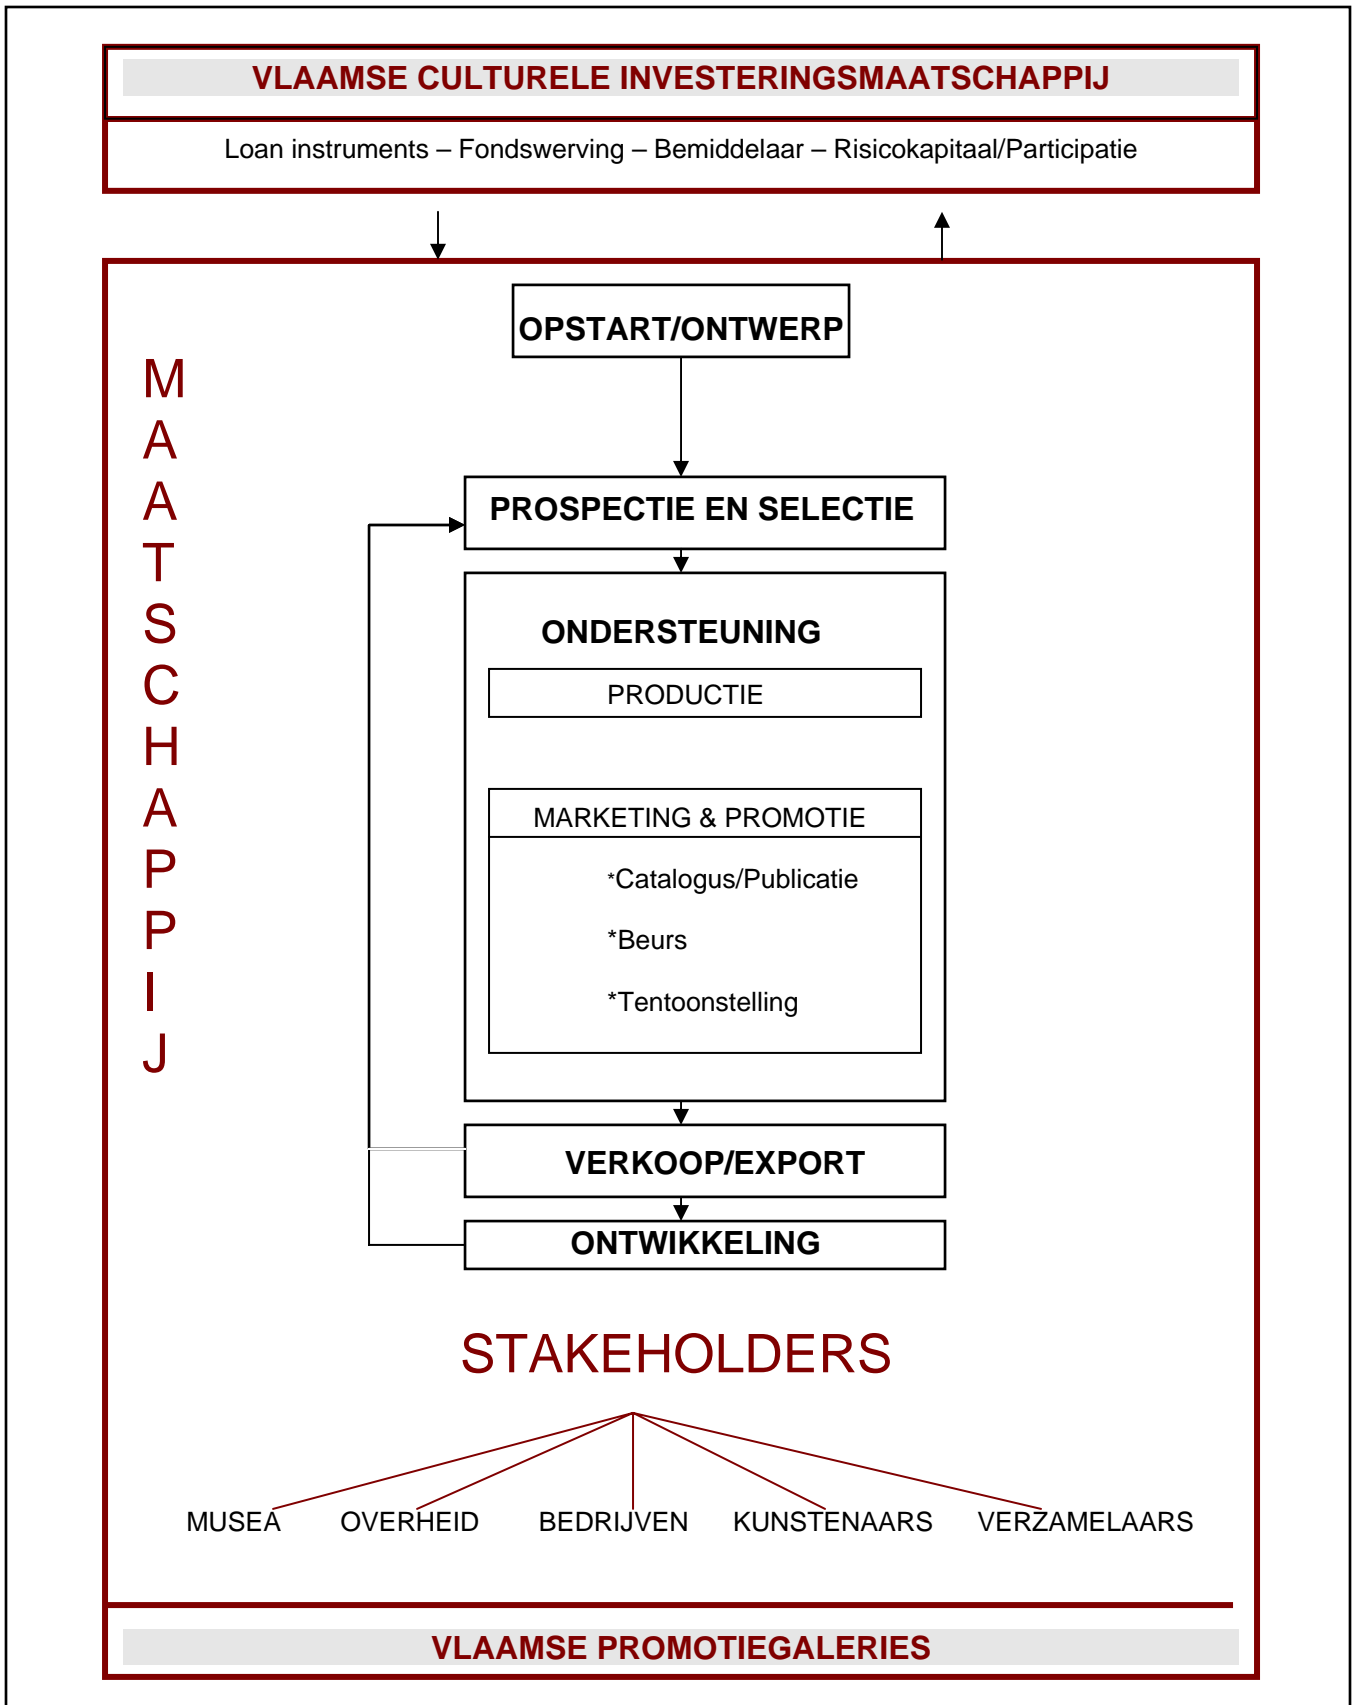 VLAAMSE CULTURELE INVESTERINGSMAATSCHAPPIJ
Loan instruments – Fondswerving – Bemiddelaar – Risicokapitaal/Participatie
MAATSCHAPPIJ
OPSTART/ONTWERP
PROSPECTIE EN SELECTIE
ONDERSTEUNING
PRODUCTIE
MARKETING & PROMOTIE
*Catalogus/Publicatie
*Beurs
*Tentoonstelling
VERKOOP/EXPORT
ONTWIKKELING
STAKEHOLDERS
MUSEA OVERHEID BEDRIJVEN KUNSTENAARS VERZAMELAARS
VLAAMSE PROMOTIEGALERIES